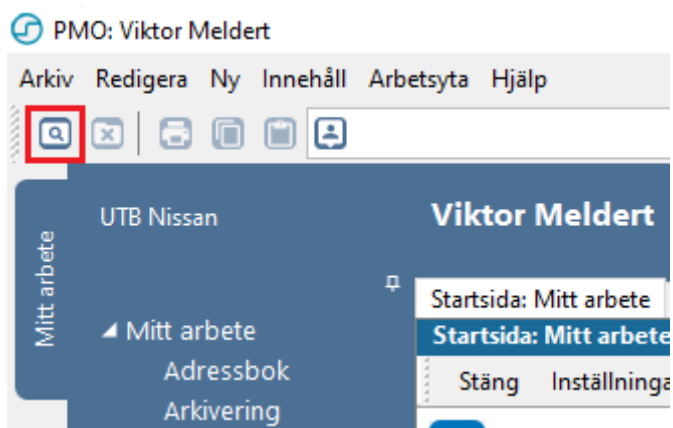 PMO: Viktor Meldert
Arkiv Redigera Ny Innehåll Arbetsyta Hjälp
Mitt arbete
UTB Nissan
Viktor Meldert
Startsida: Mitt arbete
Mitt arbete
Startsida: Mitt arbete
Adressbok
Stäng
Arkivering